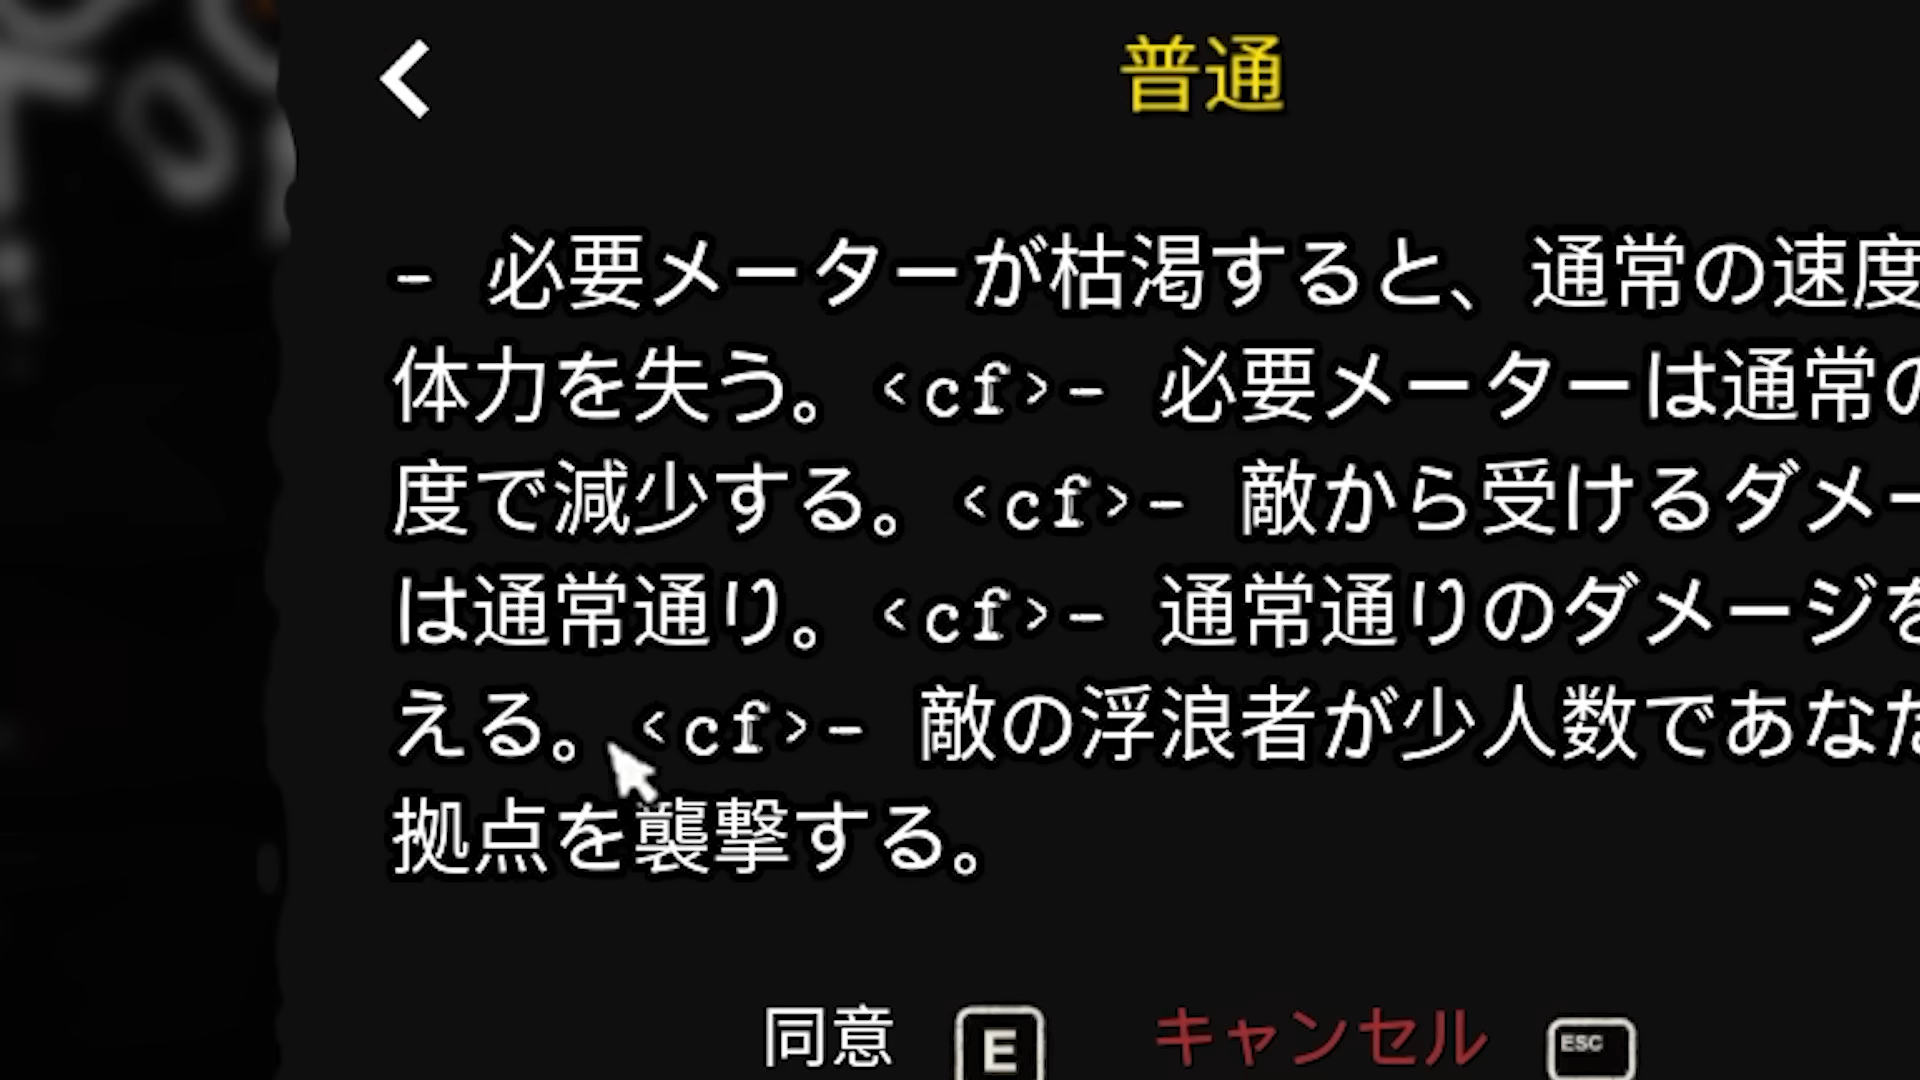 普通
- 必要メーターが枯渇すると、通常の速度
体力を失う。<cf>- 必要メーターは通常の
度で減少する。<cf>- 敵から受けるダメー
は通常通り。<cf>- 通常通りのダメージを
える。<cf>- 敵の浮浪者が少人数であなた
拠点を襲撃する。
同意 E キャンセル ESC